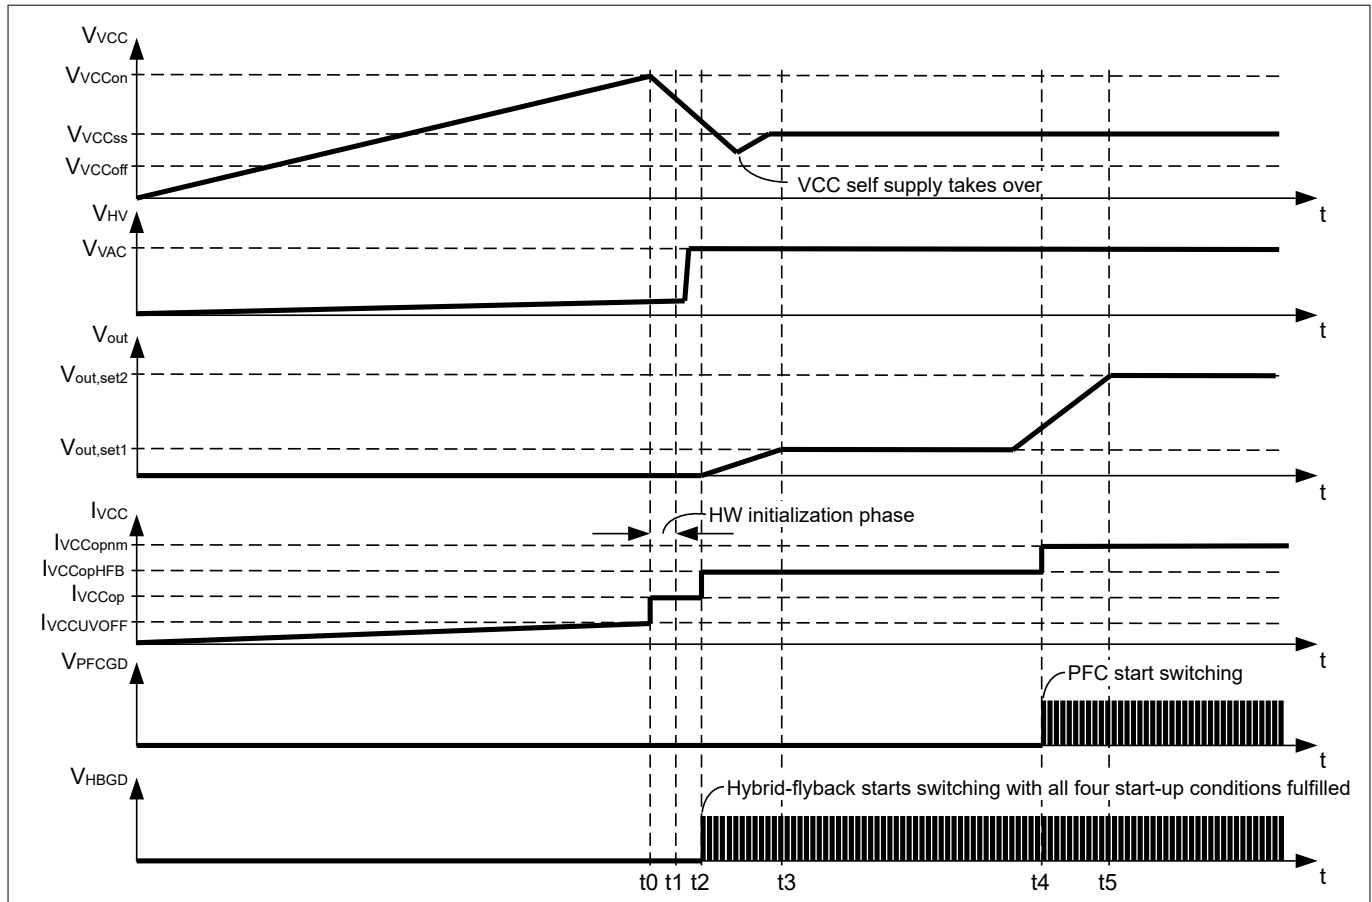 VVCC
VVCCon
VVCCss
VVCCoff
VCC self supply takes over
t
VHV
VVAC
t
Vout
Vout,set2
Vout,set1
t
IVCC
HW initialization phase
IVCCopnm
IVCCopHFB
IVCCop
IVCCUVOFF
t
VPFCGD
PFC start switching
t
VHBGD
Hybrid-flyback starts switching with all four start-up conditions fulfilled
t
t0 t1 t2 t3 t4 t5